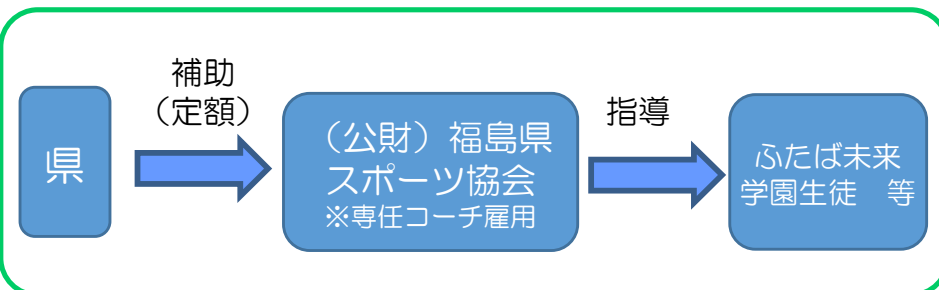 県
補助
（定額）
（公財）福島県
スポーツ協会
※専任コーチ雇用
指導
ふたば未来
学園生徒　等